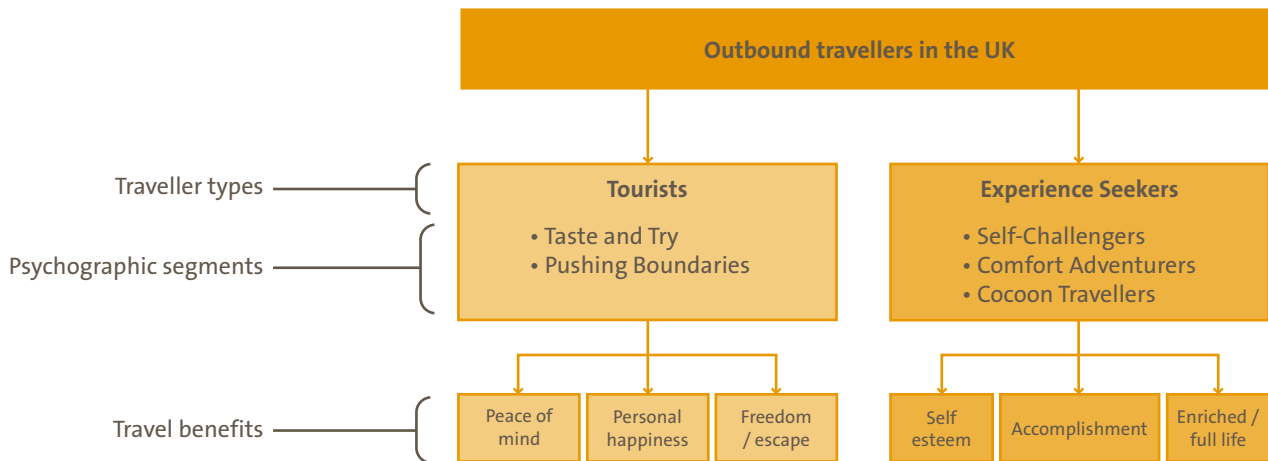 Outbound travellers in the UK
Traveller types
Tourists
Experience Seekers
Psychographic segments
• Taste and Try
• Pushing Boundaries
• Self-Challengers
• Comfort Adventurers
• Cocoon Travellers
Travel benefits
Peace of
mind
Personal
happiness
Freedom
/ escape
Self
esteem
Accomplishment
Enriched /
full life